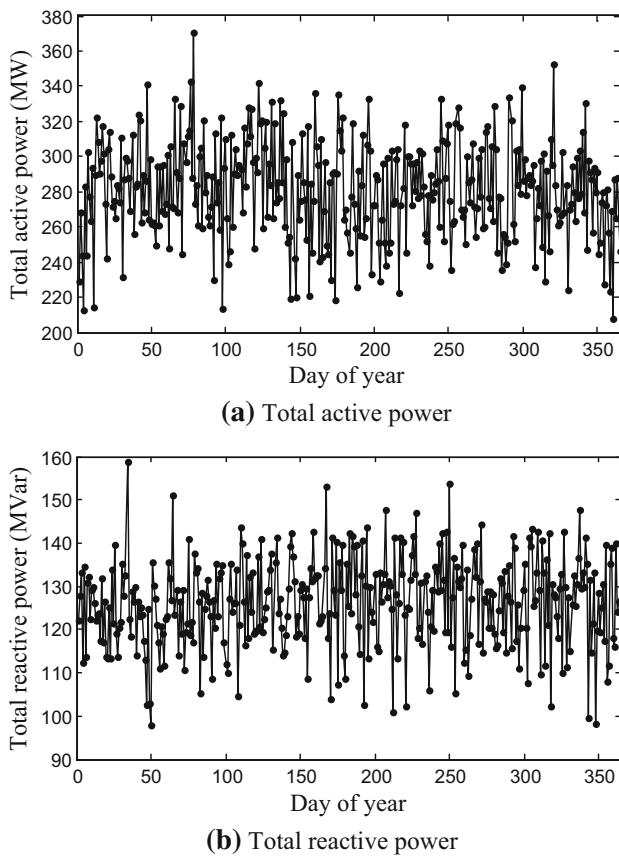 380
360
340
320
300
280
260
240
220
200
Total active power (MW)
0 50 100 150 200 250 300 350
Day of year
(a) Total active power
160
150
140
130
120
110
100
90
Total reactive power (MVar)
0 50 100 150 200 250 300 350
Day of year
(b) Total reactive power